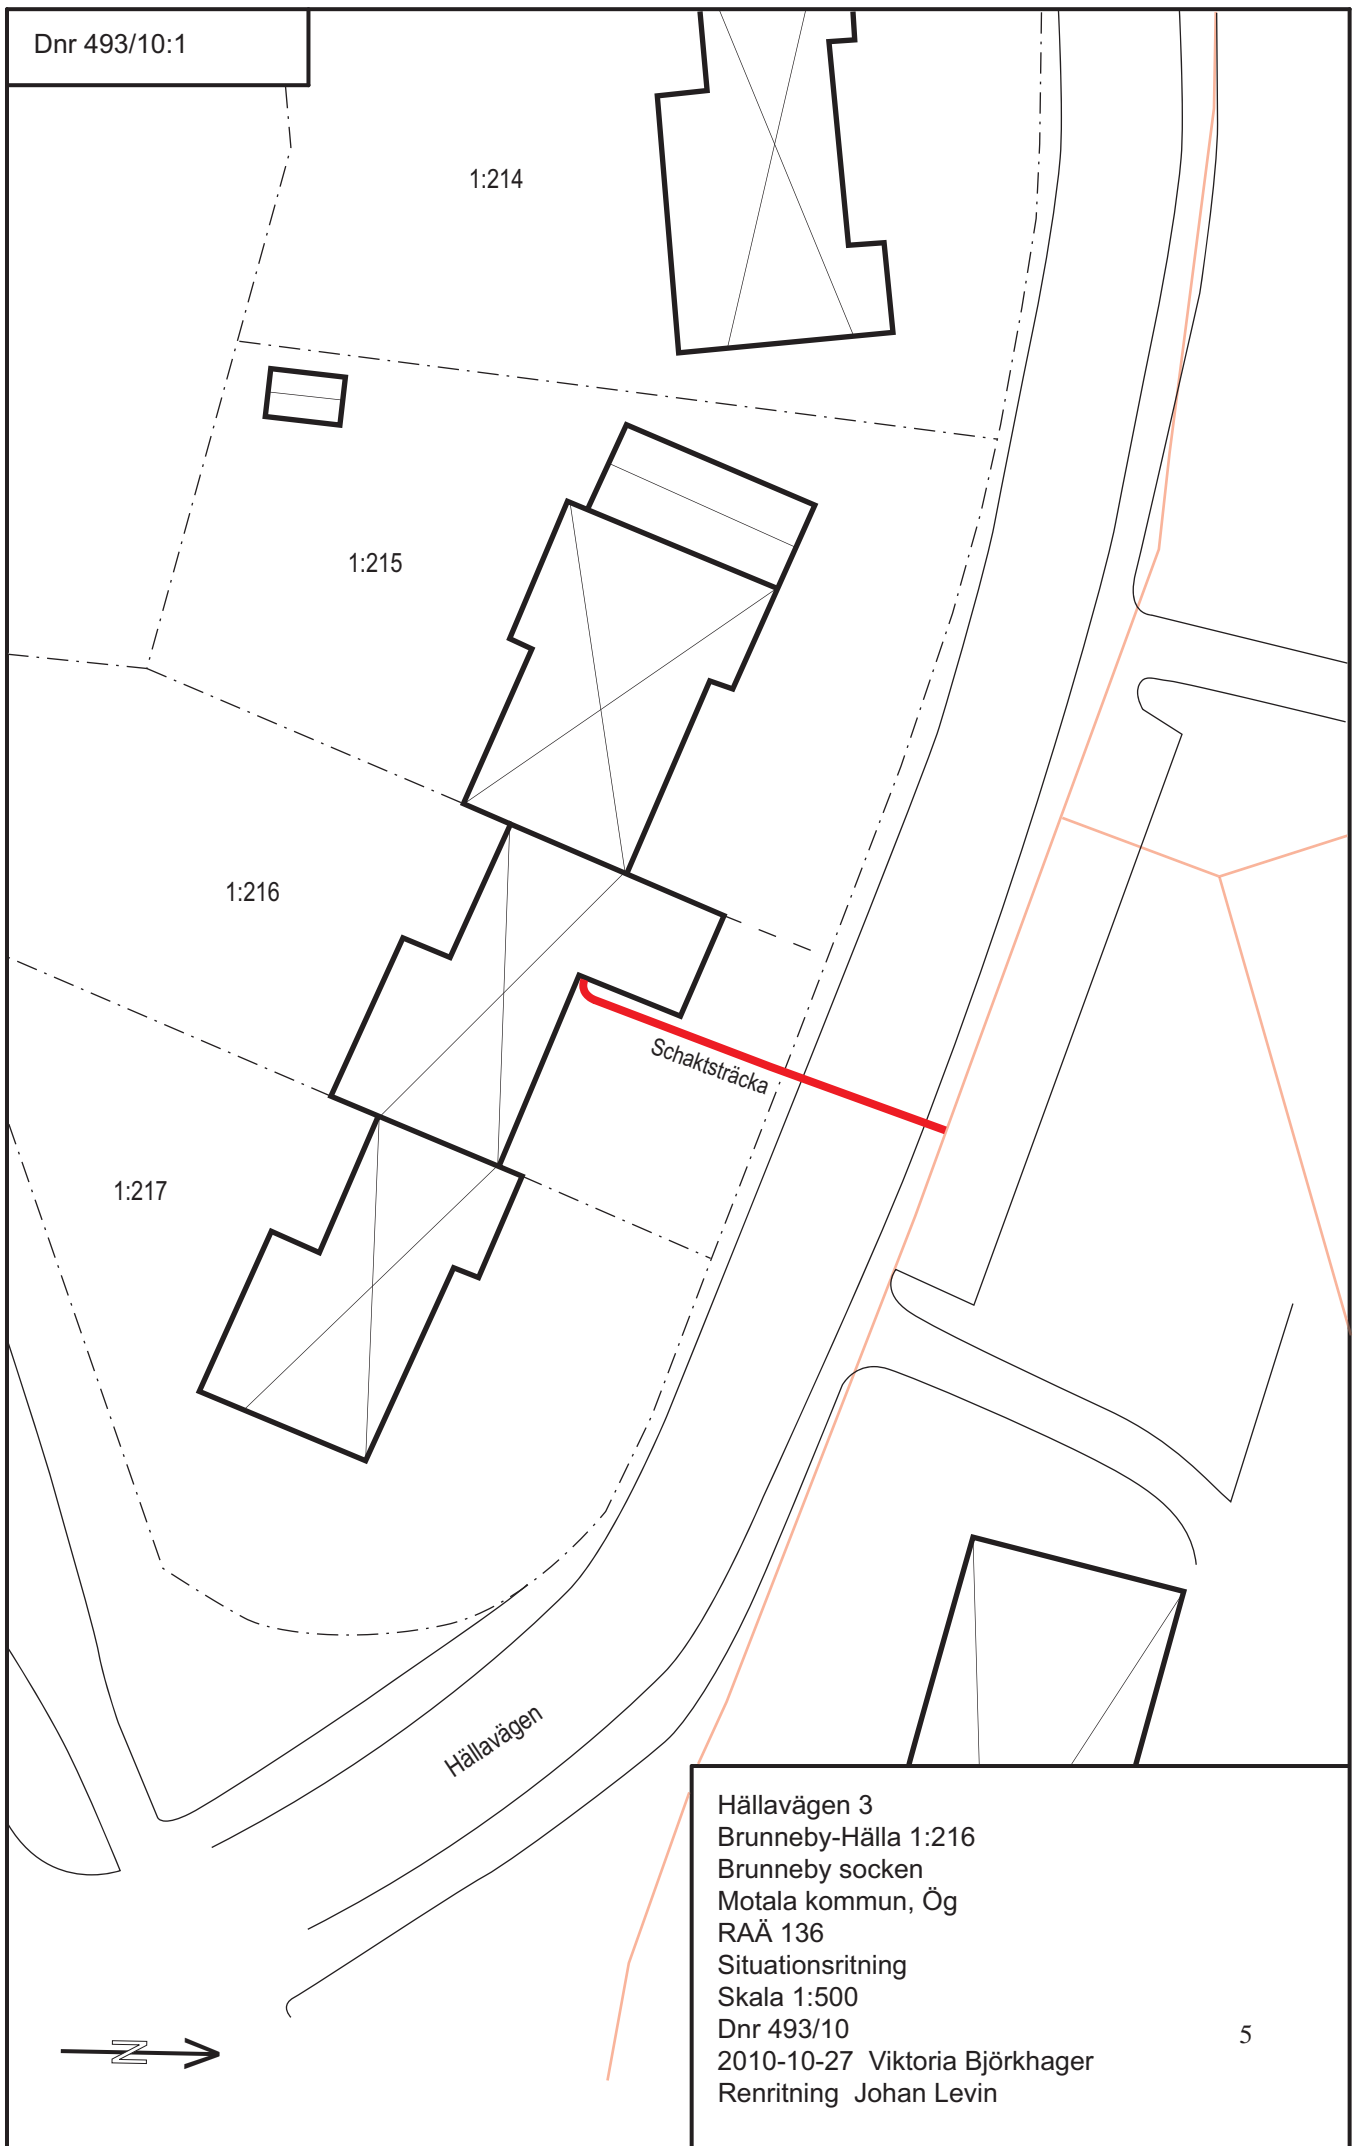 Dnr 493/10:1
1:214
1:215
1:216
Schaktsträcka
1:217
Hällavägen
Hällavägen 3
Brunneby-Hälla 1:216
Brunneby socken
Motala kommun, Ög
RAÄ 136
Situationsritning
Skala 1:500
Dnr 493/10
2010-10-27 Viktoria Björkhager
Renritning Johan Levin
N
5